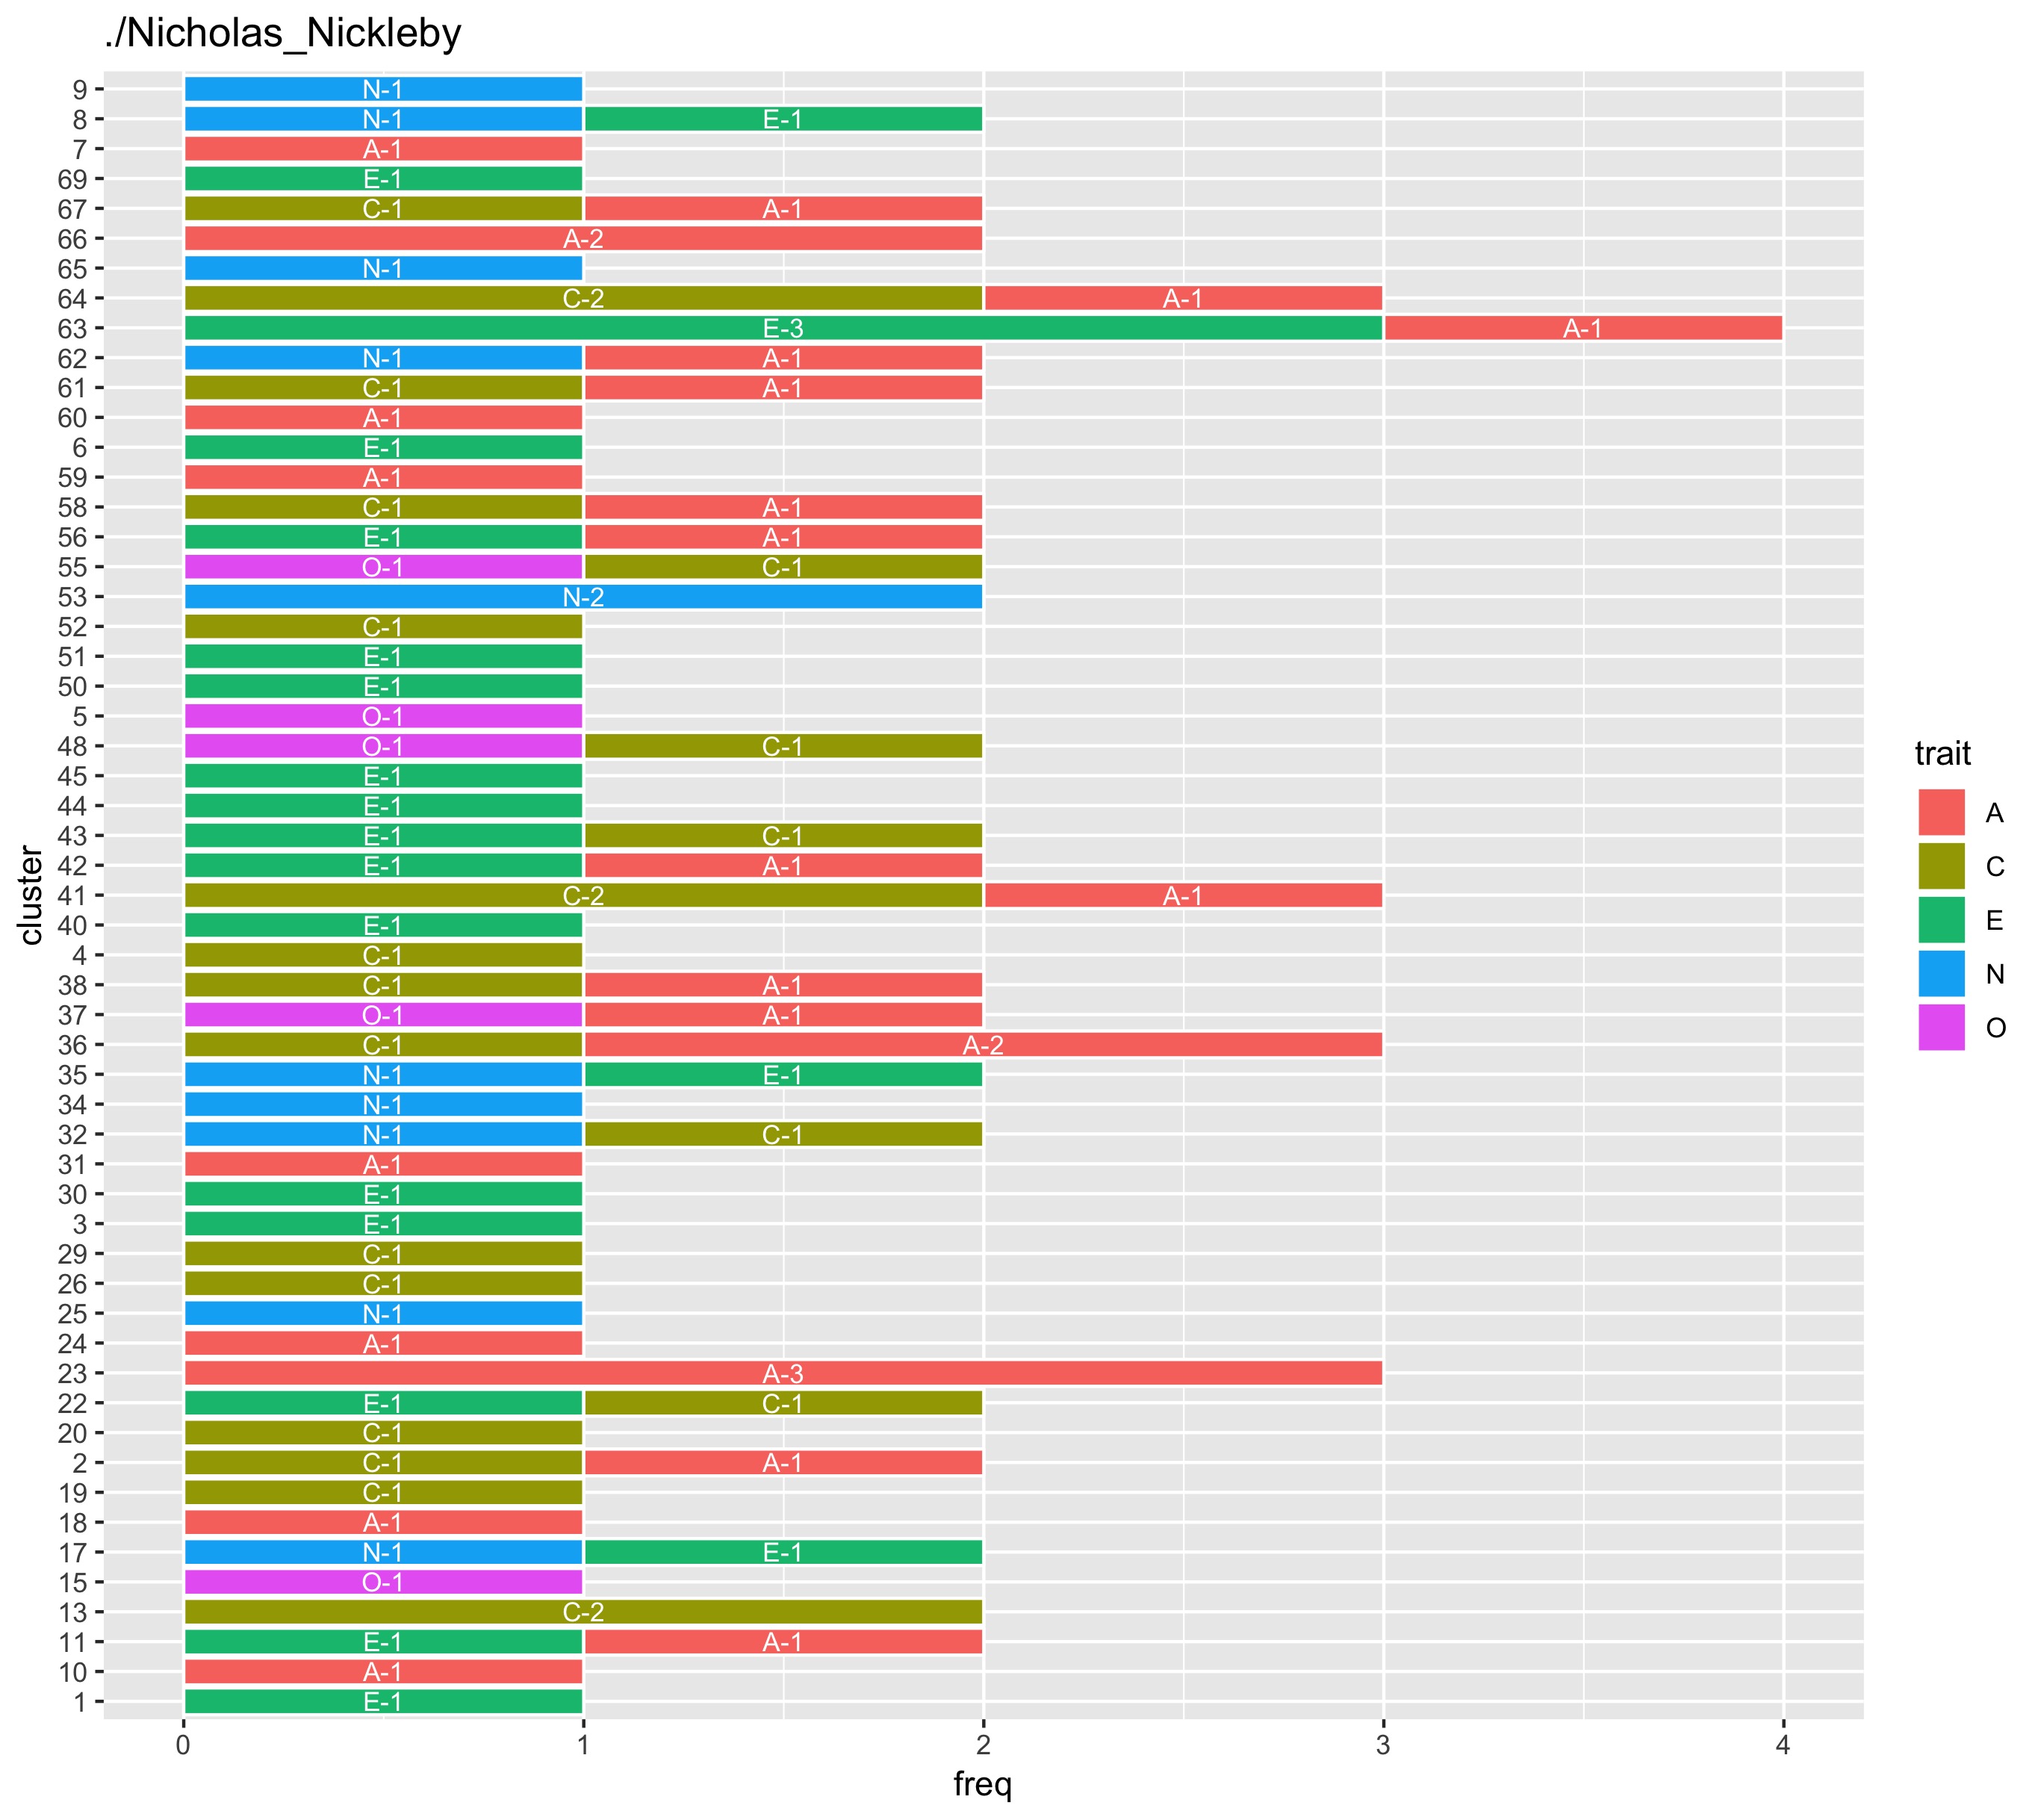 ./Nicholas_Nickleby
9 N-1
8 N-1 E-1
7 A-1
69 E-1
67 C-1 A-1
66 A-2
65 N-1
64 C-2 A-1
63 E-3 A-1
62 N-1 A-1
61 C-1 A-1
60 A-1
6 E-1
59 A-1
58 C-1 A-1
56 E-1 A-1
55 O-1 C-1
53 N-2
52 C-1
51 E-1
50 E-1
5 O-1
48 O-1 C-1
45 E-1
44 E-1
43 E-1 C-1
42 E-1 A-1
41 C-2 A-1
40 E-1
4 C-1
38 C-1 A-1
37 O-1 A-1
36 C-1 A-2
35 N-1 E-1
34 N-1
32 N-1 C-1
31 A-1
30 E-1
3 E-1
29 C-1
26 C-1
25 N-1
24 A-1
23 A-3
22 E-1 C-1
20 C-1
2 C-1 A-1
19 C-1
18 A-1
17 N-1 E-1
15 O-1
13 C-2
11 E-1 A-1
10 A-1
1 E-1
0 1 2 3 4
freq
cluster
trait
A
C
E
N
O